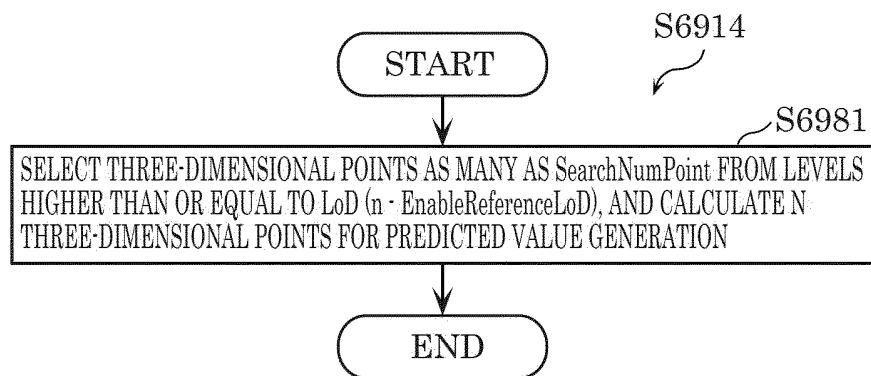 S6914
START
S6981
SELECT THREE-DIMENSIONAL POINTS AS MANY AS SearchNumPoint FROM LEVELS
HIGHER THAN OR EQUAL TO LoD (n - EnableReferenceLoD), AND CALCULATE N
THREE-DIMENSIONAL POINTS FOR PREDICTED VALUE GENERATION
END